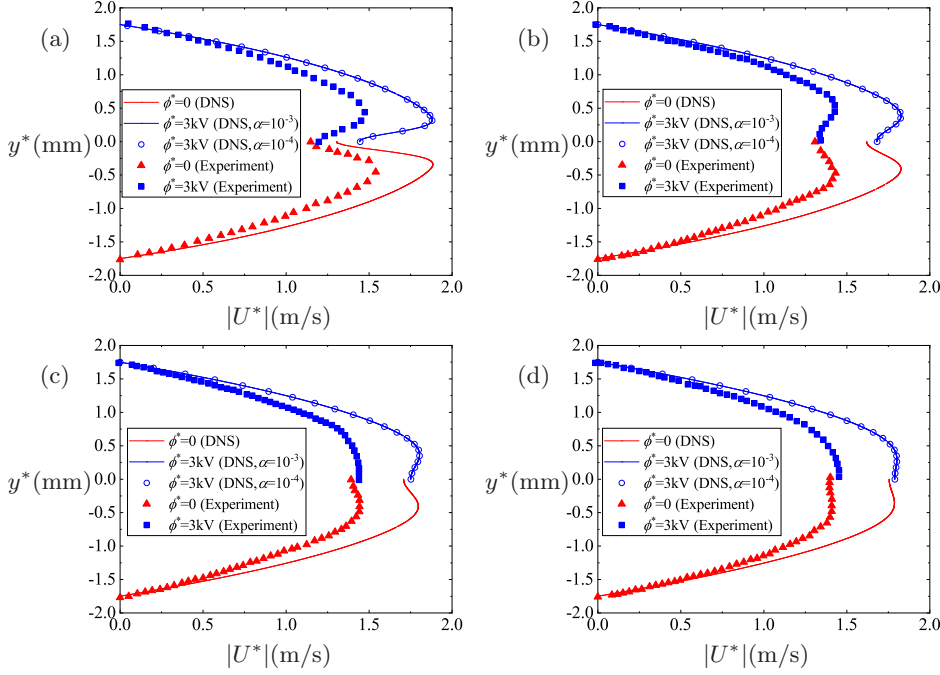 (a)
2.0
1.5
1.0
0.5
0.0
-0.5
-1.0
-1.5
-2.0
y*(mm)
ϕ*=0 (DNS)
ϕ*=3kV (DNS, α=10⁻³)
ϕ*=3kV (DNS, α=10⁻⁴)
ϕ*=0 (Experiment)
ϕ*=3kV (Experiment)
0.0 0.5 1.0 1.5 2.0
|U*|(m/s)
(b)
2.0
1.5
1.0
0.5
0.0
-0.5
-1.0
-1.5
-2.0
y*(mm)
ϕ*=0 (DNS)
ϕ*=3kV (DNS, α=10⁻³)
ϕ*=3kV (DNS, α=10⁻⁴)
ϕ*=0 (Experiment)
ϕ*=3kV (Experiment)
0.0 0.5 1.0 1.5 2.0
|U*|(m/s)
(c)
2.0
1.5
1.0
0.5
0.0
-0.5
-1.0
-1.5
-2.0
y*(mm)
ϕ*=0 (DNS)
ϕ*=3kV (DNS, α=10⁻³)
ϕ*=3kV (DNS, α=10⁻⁴)
ϕ*=0 (Experiment)
ϕ*=3kV (Experiment)
0.0 0.5 1.0 1.5 2.0
|U*|(m/s)
(d)
2.0
1.5
1.0
0.5
0.0
-0.5
-1.0
-1.5
-2.0
y*(mm)
ϕ*=0 (DNS)
ϕ*=3kV (DNS, α=10⁻³)
ϕ*=3kV (DNS, α=10⁻⁴)
ϕ*=0 (Experiment)
ϕ*=3kV (Experiment)
0.0 0.5 1.0 1.5 2.0
|U*|(m/s)